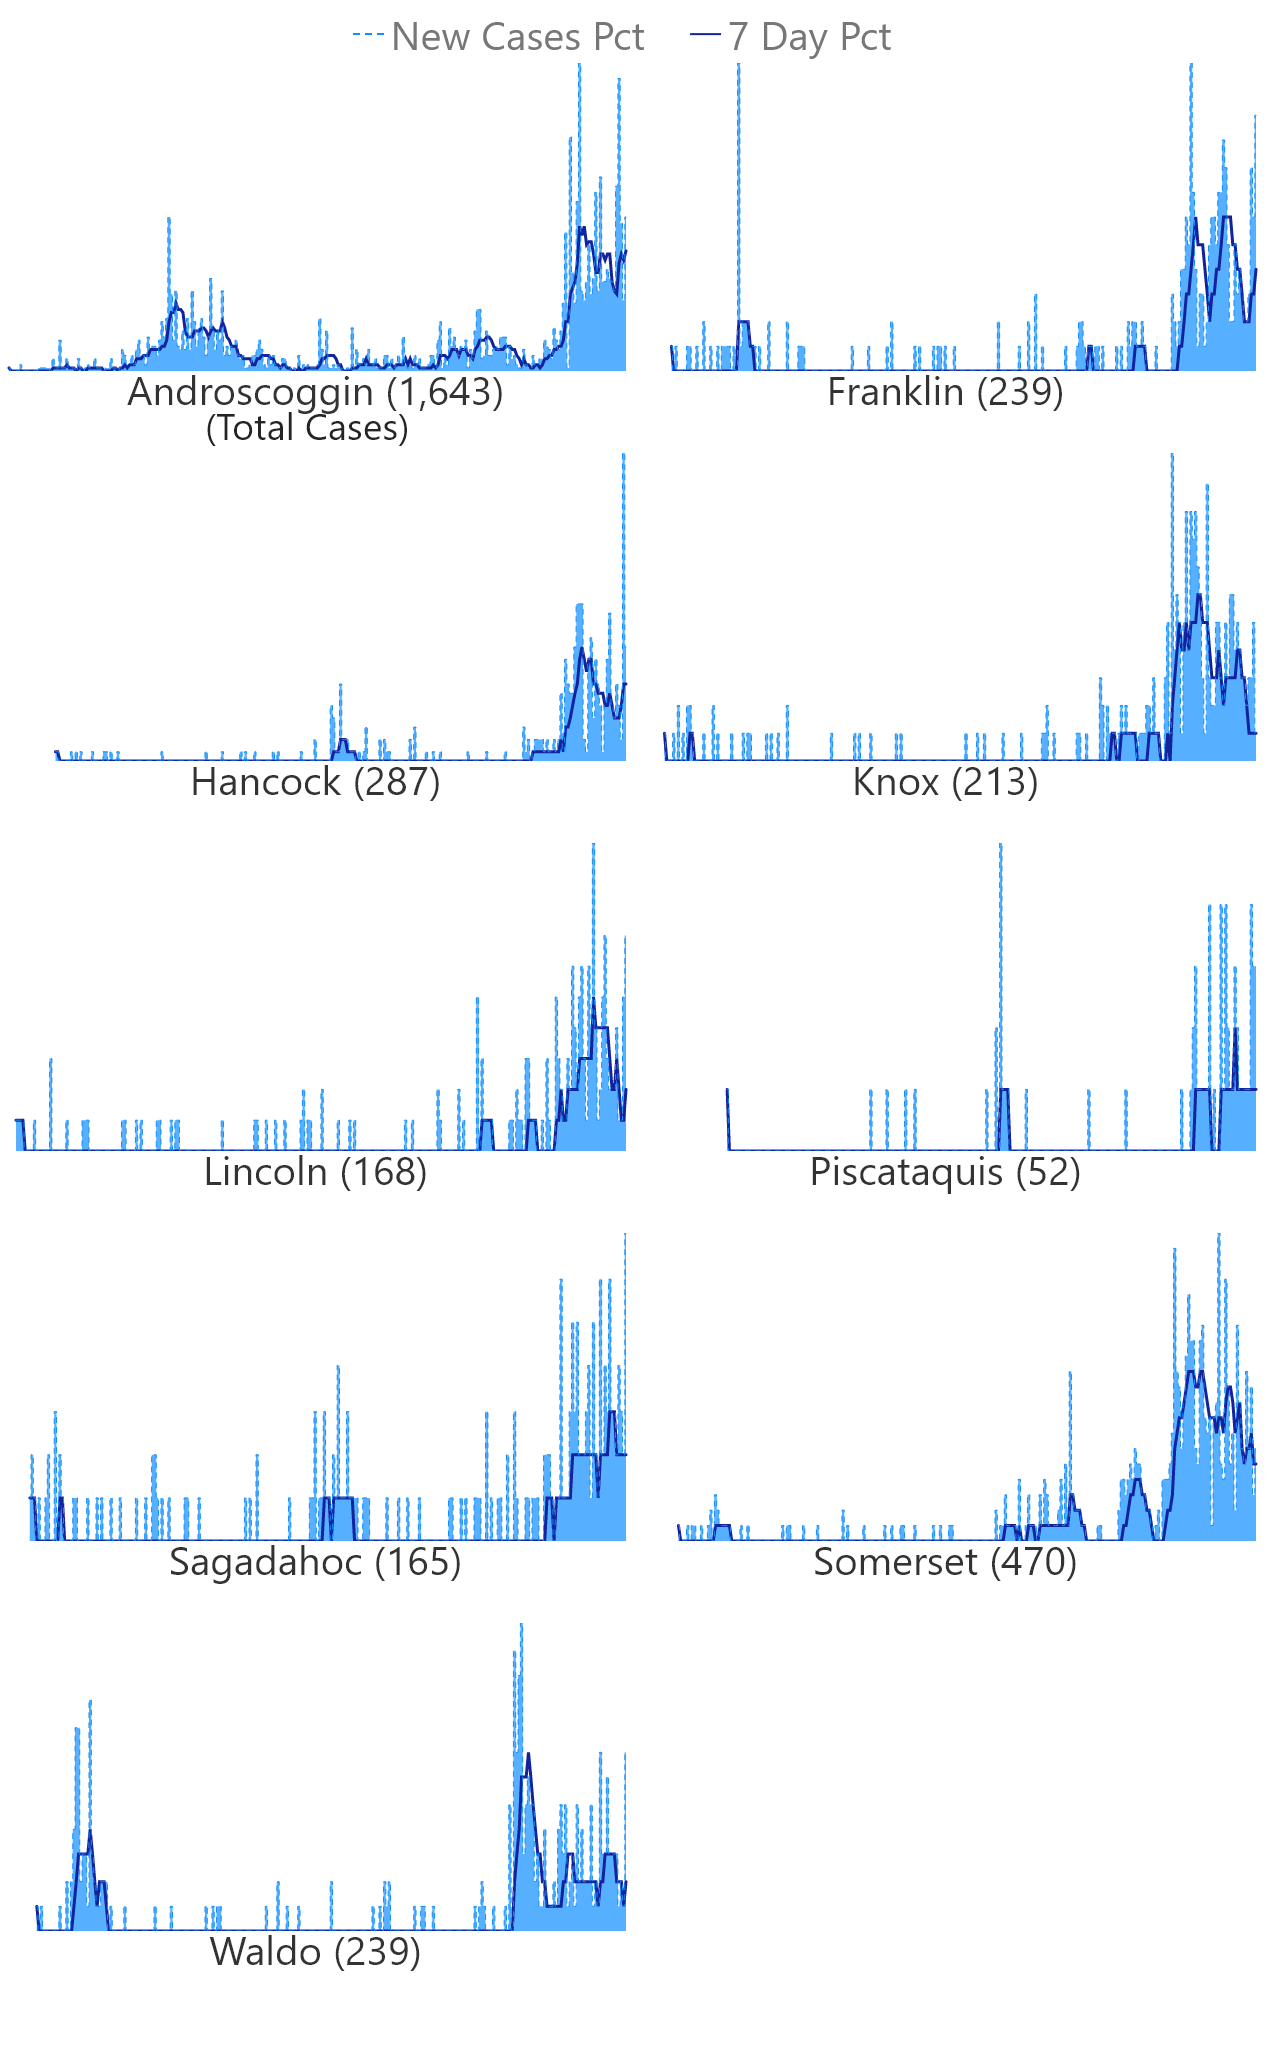 New Cases Pct 7 Day Pct
Androscoggin (1,643)
(Total Cases)
Franklin (239)
Hancock (287)
Knox (213)
Lincoln (168)
Piscataquis (52)
Sagadahoc (165)
Somerset (470)
Waldo (239)